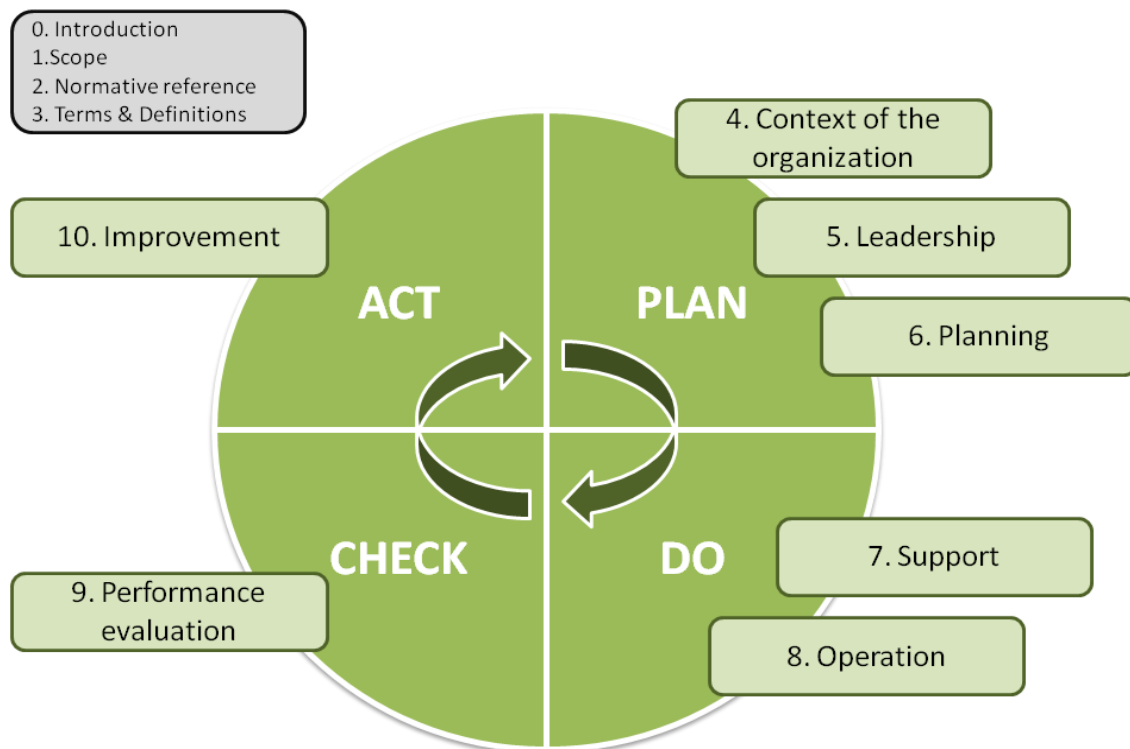 0. Introduction
1.Scope
2. Normative reference
3. Terms & Definitions
4. Context of the
organization
10. Improvement
5. Leadership
ACT
PLAN
6. Planning
CHECK
DO
7. Support
9. Performance
evaluation
8. Operation